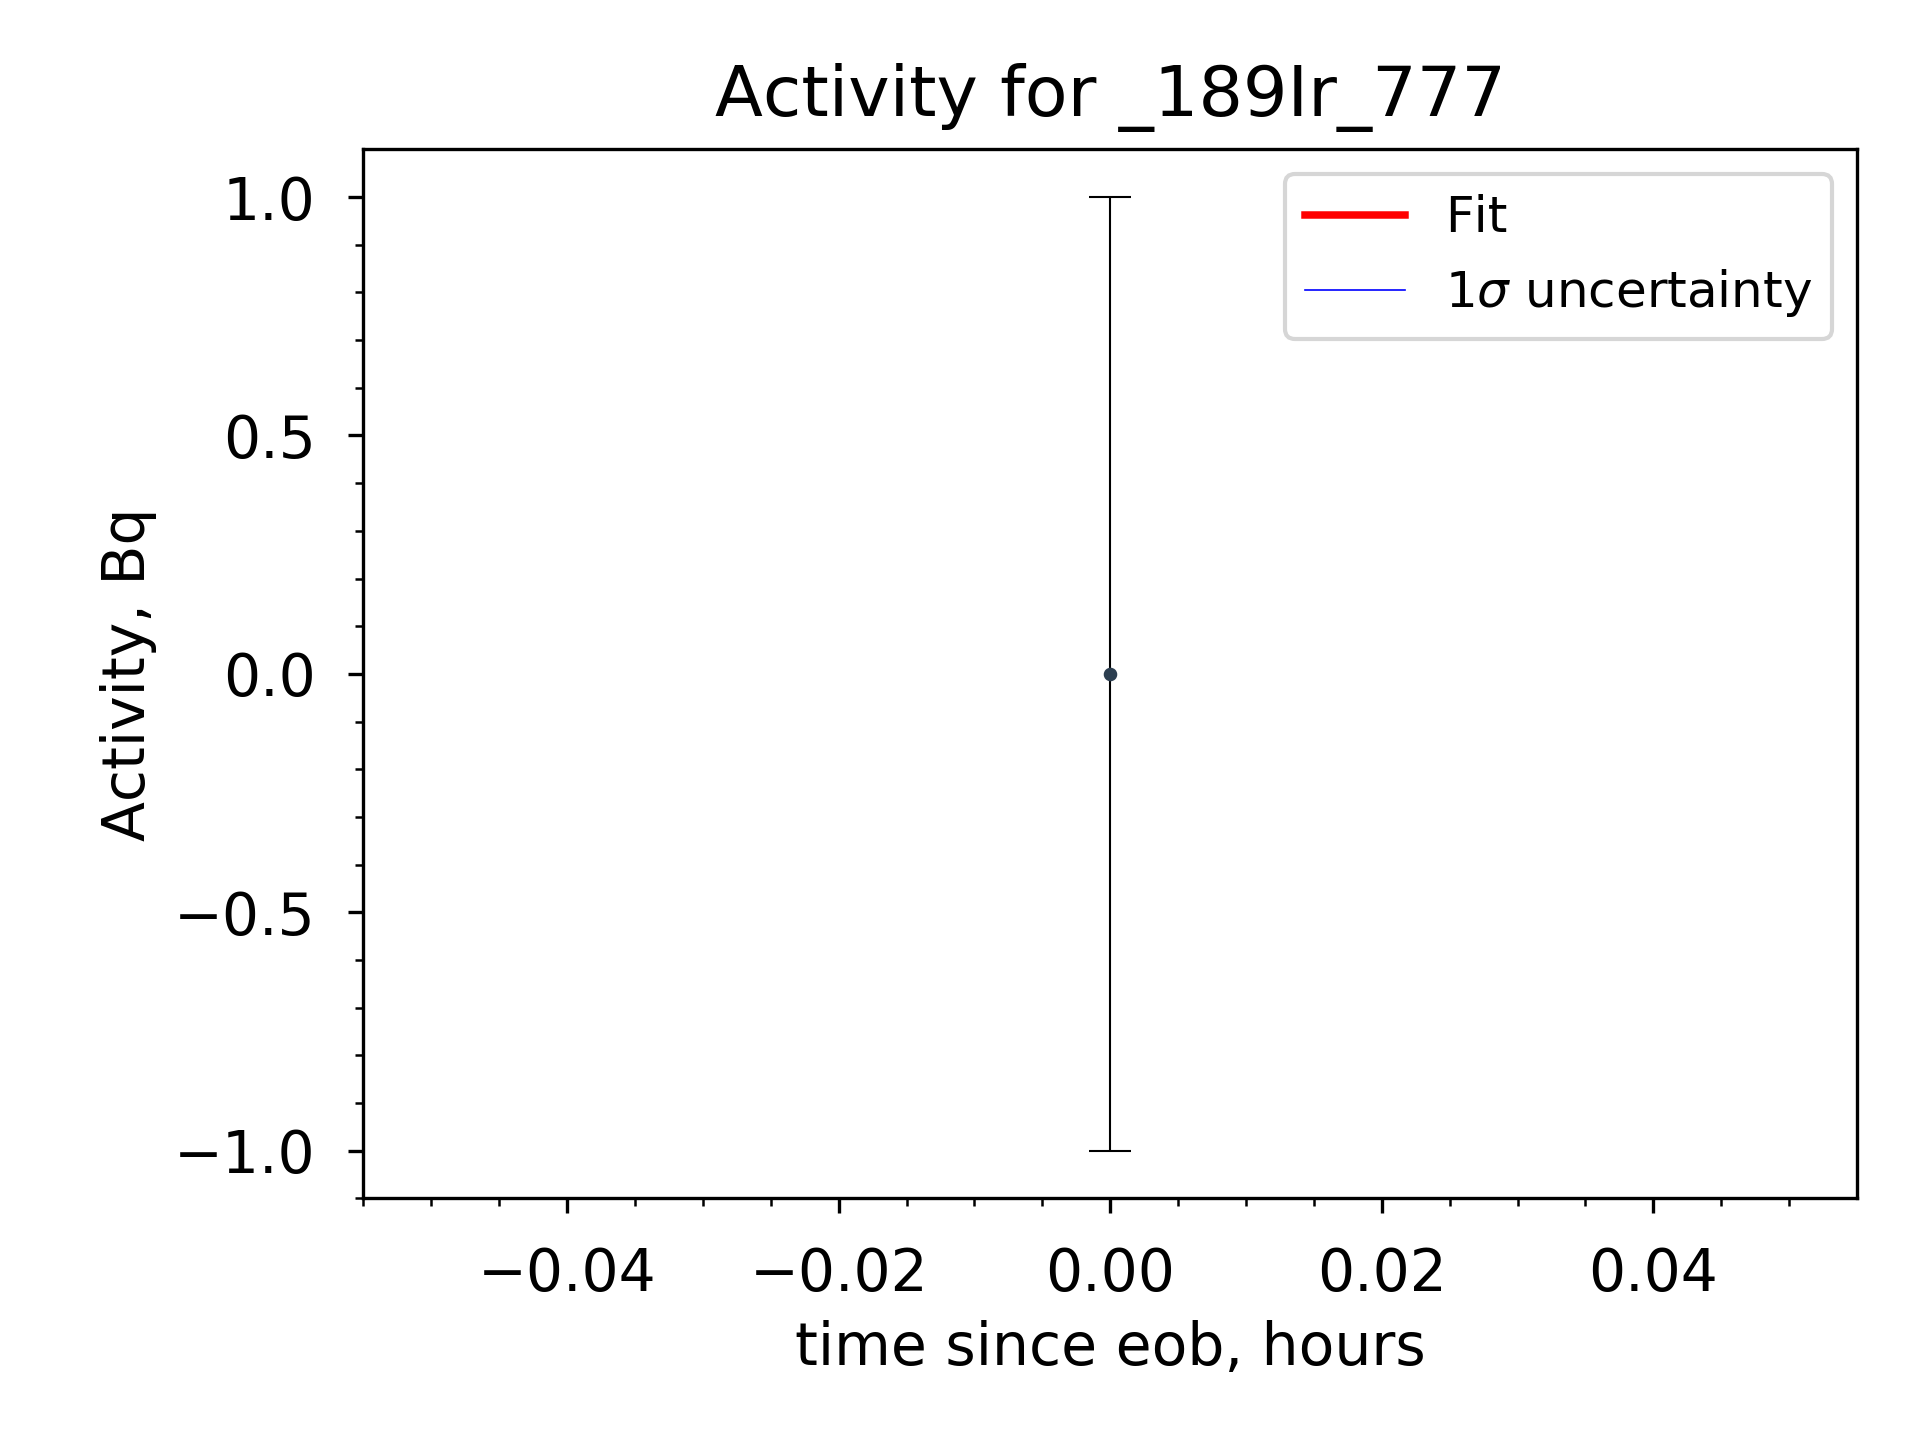 Activity for _189Ir_777
Fit
1σ uncertainty
1.0
0.5
0.0
−0.5
−1.0
Activity, Bq
−0.04 −0.02 0.00 0.02 0.04
time since eob, hours